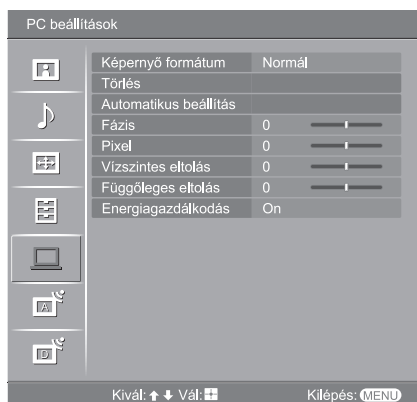 PC beállítások
Képernyő formátum Normál
Törlés
Automatikus beállítás
Fázis 0
Pixel 0
Vízszintes eltolás 0
Függőleges eltolás 0
Energiagazdálkodás On
A
D
Kivál: Vál: Kilépés: MENU